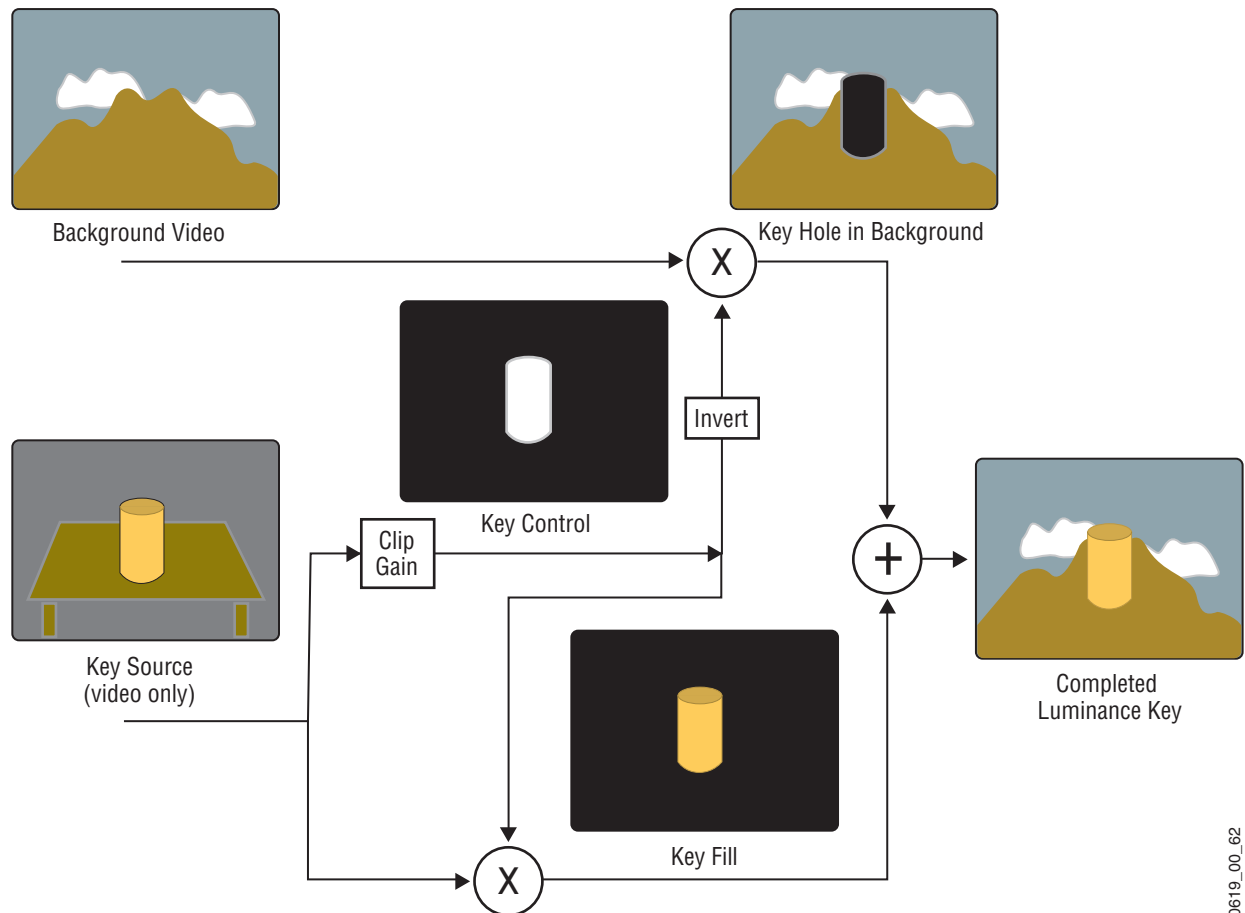 Background Video
Key Hole in Background
X
Invert
Key Control
Clip
Gain
Key Source
(video only)
+
Completed
Luminance Key
Key Fill
X
0619_00_62